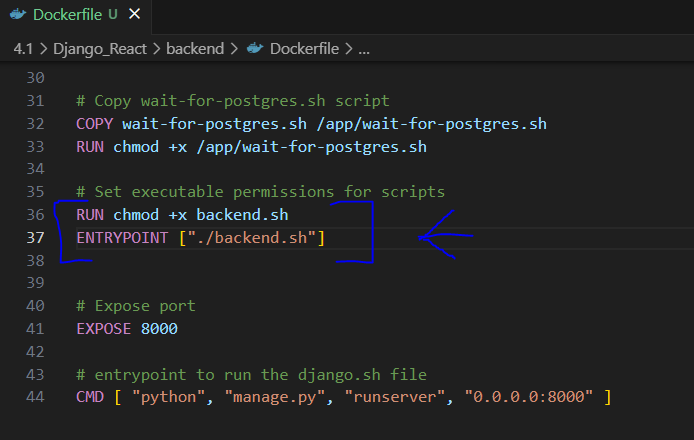 Dockerfile U
4.1 > Django_React > backend > Dockerfile > ...
30
31 # Copy wait-for-postgres.sh script
32 COPY wait-for-postgres.sh /app/wait-for-postgres.sh
33 RUN chmod +x /app/wait-for-postgres.sh
34
35 # Set executable permissions for scripts
36 RUN chmod +x backend.sh
37 ENTRYPOINT ["./backend.sh"]
38
39
40 # Expose port
41 EXPOSE 8000
42
43 # entrypoint to run the django.sh file
44 CMD [ "python", "manage.py", "runserver", "0.0.0.0:8000" ]